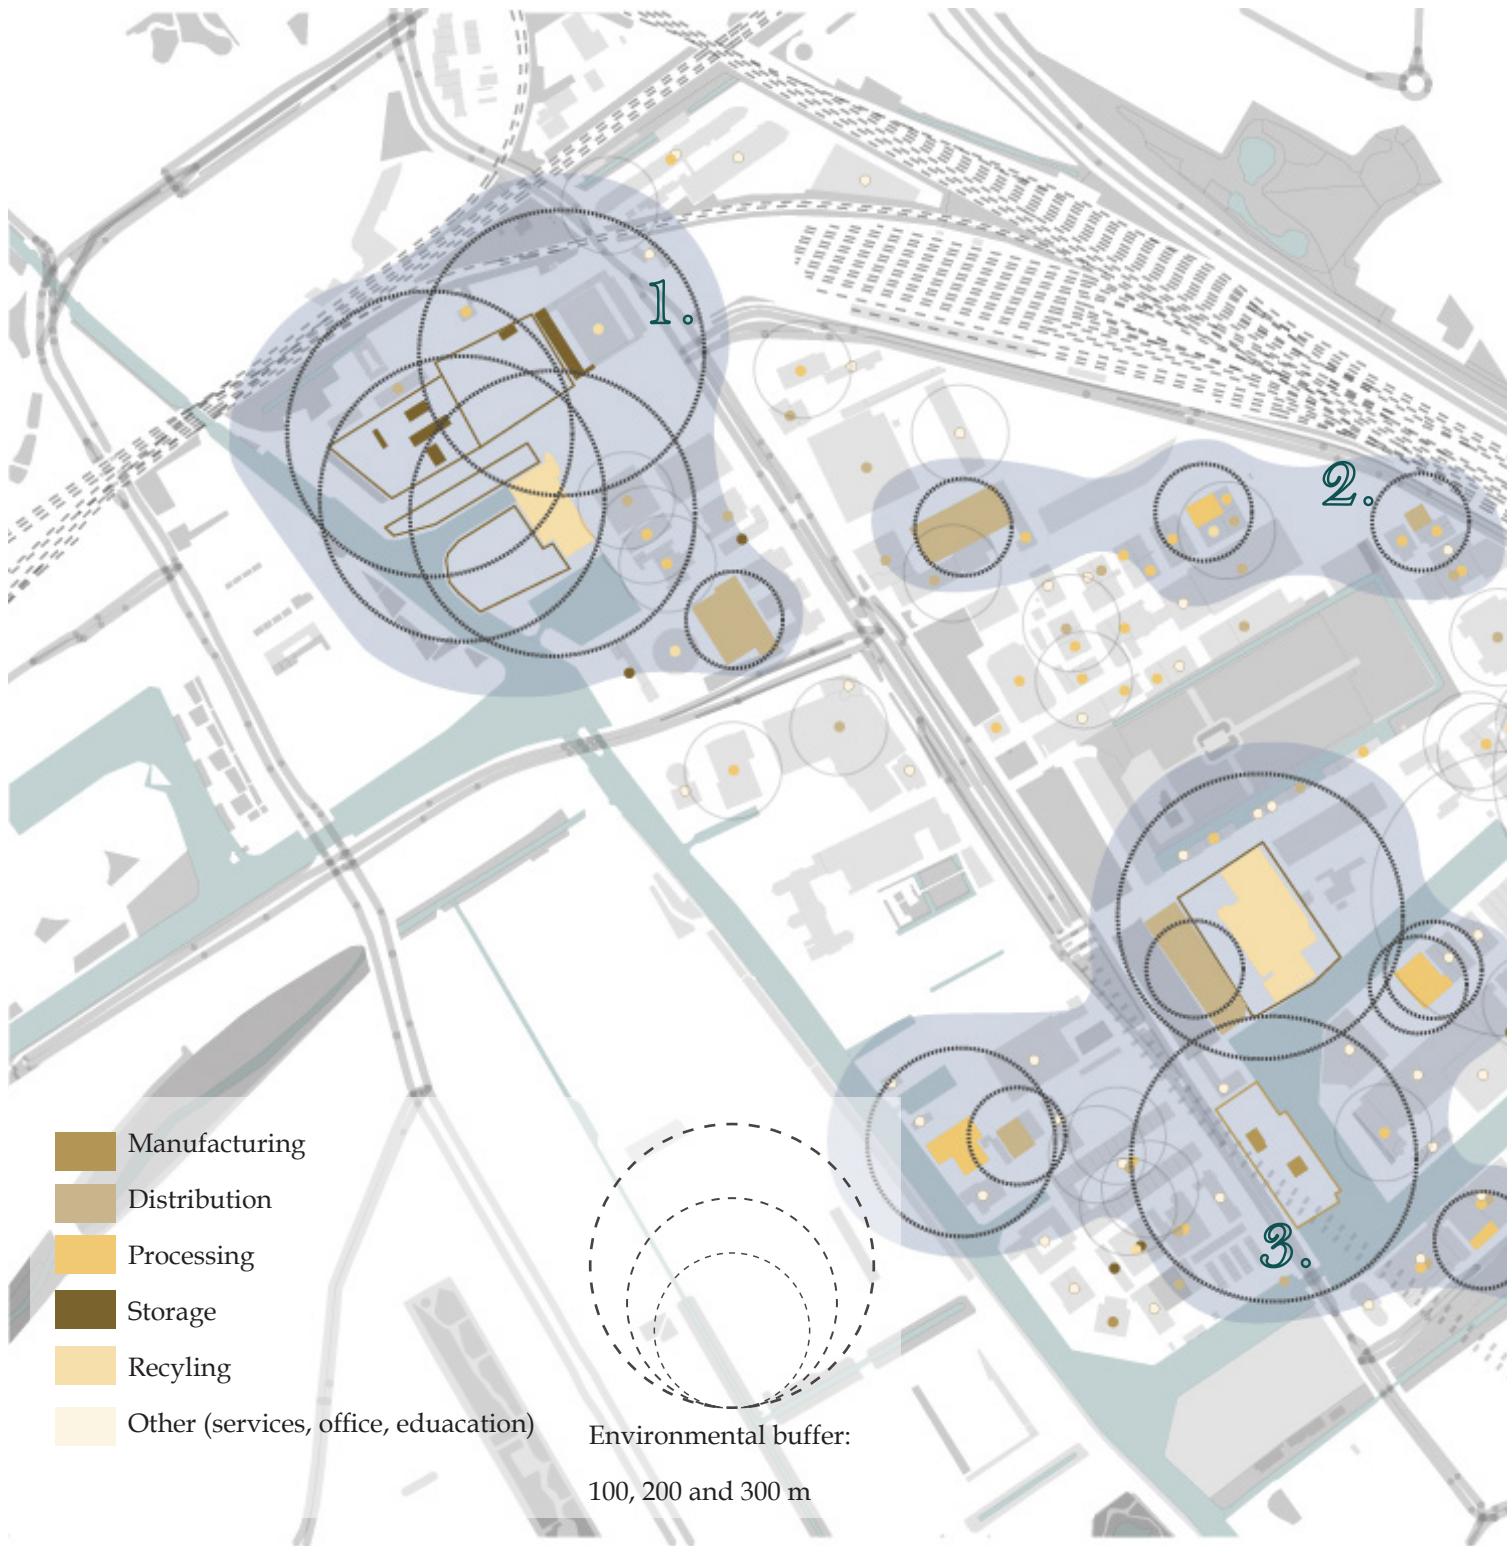 1.
2.
3.
Manufacturing
Distribution
Processing
Storage
Recyling
Other (services, office, eduacation)
Environmental buffer:
100, 200 and 300 m